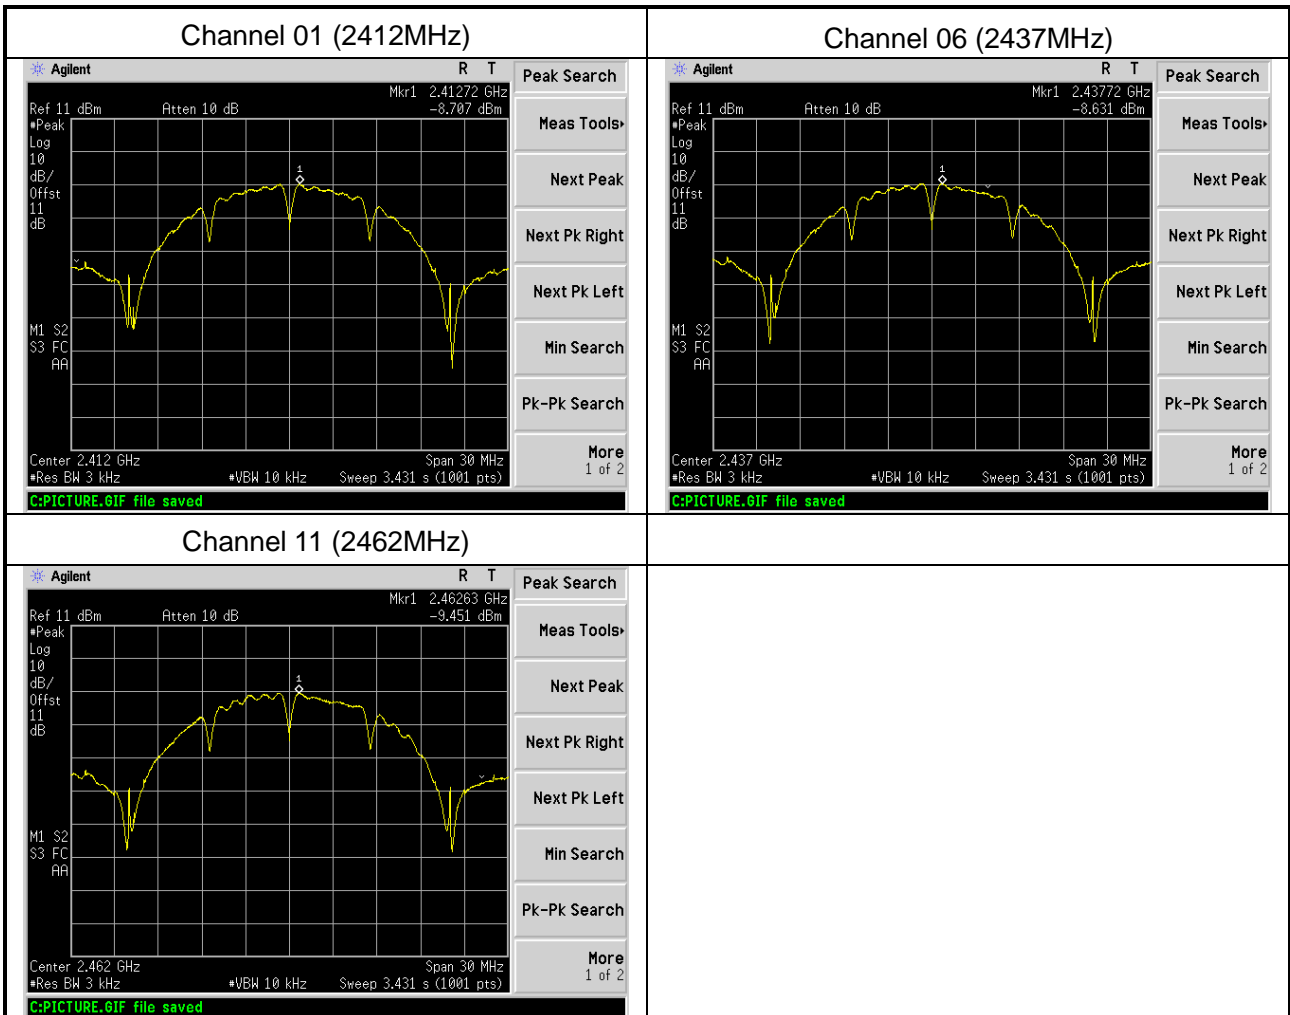 Channel 01 (2412MHz)
Agilent R T
Peak Search
Mkr1 2.41272 GHz
Ref 11 dBm Atten 10 dB -8.707 dBm
#Peak
Log
10
dB/
Offst
11
dB
1
M1 S2
S3 FC
AA
Center 2.412 GHz Span 30 MHz
#Res BW 3 kHz #VBW 10 kHz Sweep 3.431 s (1001 pts)
C:PICTURE.GIF file saved
Meas Tools
Next Peak
Next Pk Right
Next Pk Left
Min Search
Pk-Pk Search
More
1 of 2
Channel 06 (2437MHz)
Agilent R T
Peak Search
Mkr1 2.43772 GHz
Ref 11 dBm Atten 10 dB -8.631 dBm
#Peak
Log
10
dB/
Offst
11
dB
1
M1 S2
S3 FC
AA
Center 2.437 GHz Span 30 MHz
#Res BW 3 kHz #VBW 10 kHz Sweep 3.431 s (1001 pts)
C:PICTURE.GIF file saved
Meas Tools
Next Peak
Next Pk Right
Next Pk Left
Min Search
Pk-Pk Search
More
1 of 2
Channel 11 (2462MHz)
Agilent R T
Peak Search
Mkr1 2.46263 GHz
Ref 11 dBm Atten 10 dB -9.451 dBm
#Peak
Log
10
dB/
Offst
11
dB
1
M1 S2
S3 FC
AA
Center 2.462 GHz Span 30 MHz
#Res BW 3 kHz #VBW 10 kHz Sweep 3.431 s (1001 pts)
C:PICTURE.GIF file saved
Meas Tools
Next Peak
Next Pk Right
Next Pk Left
Min Search
Pk-Pk Search
More
1 of 2